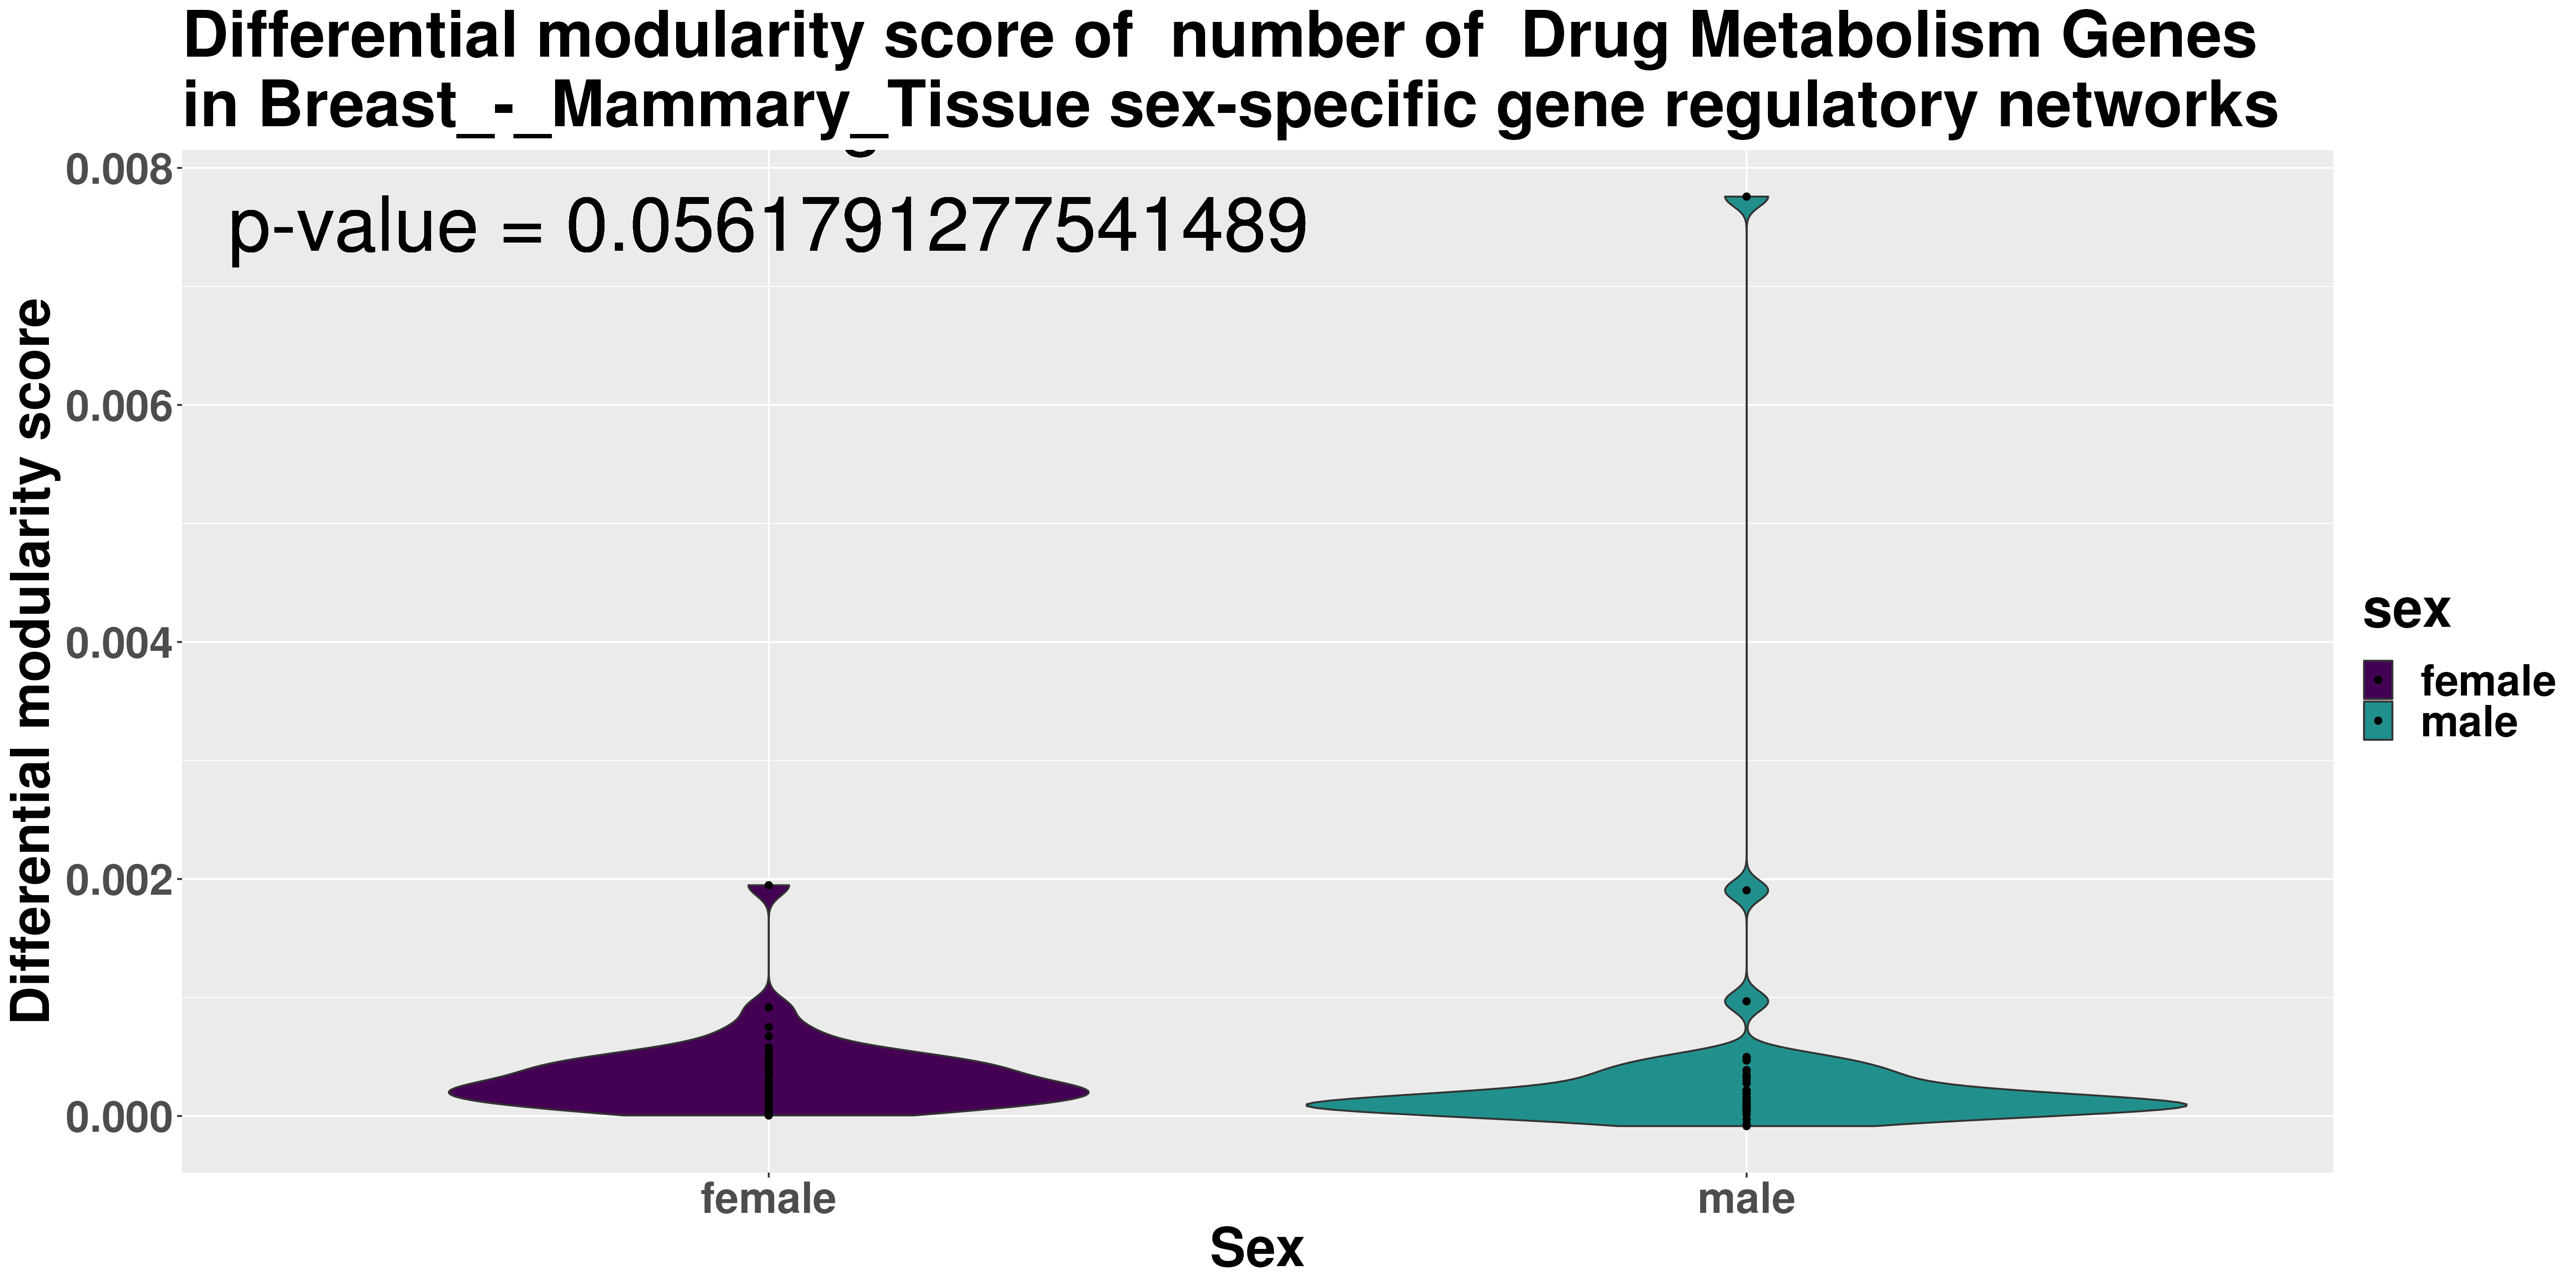 Differential modularity score of  number of  Drug Metabolism Genes
in Breast_-_Mammary_Tissue sex-specific gene regulatory networks
p-value = 0.0561791277541489
Differential modularity score
0.008
0.006
0.004
0.002
0.000
female
male
Sex
sex
female
male